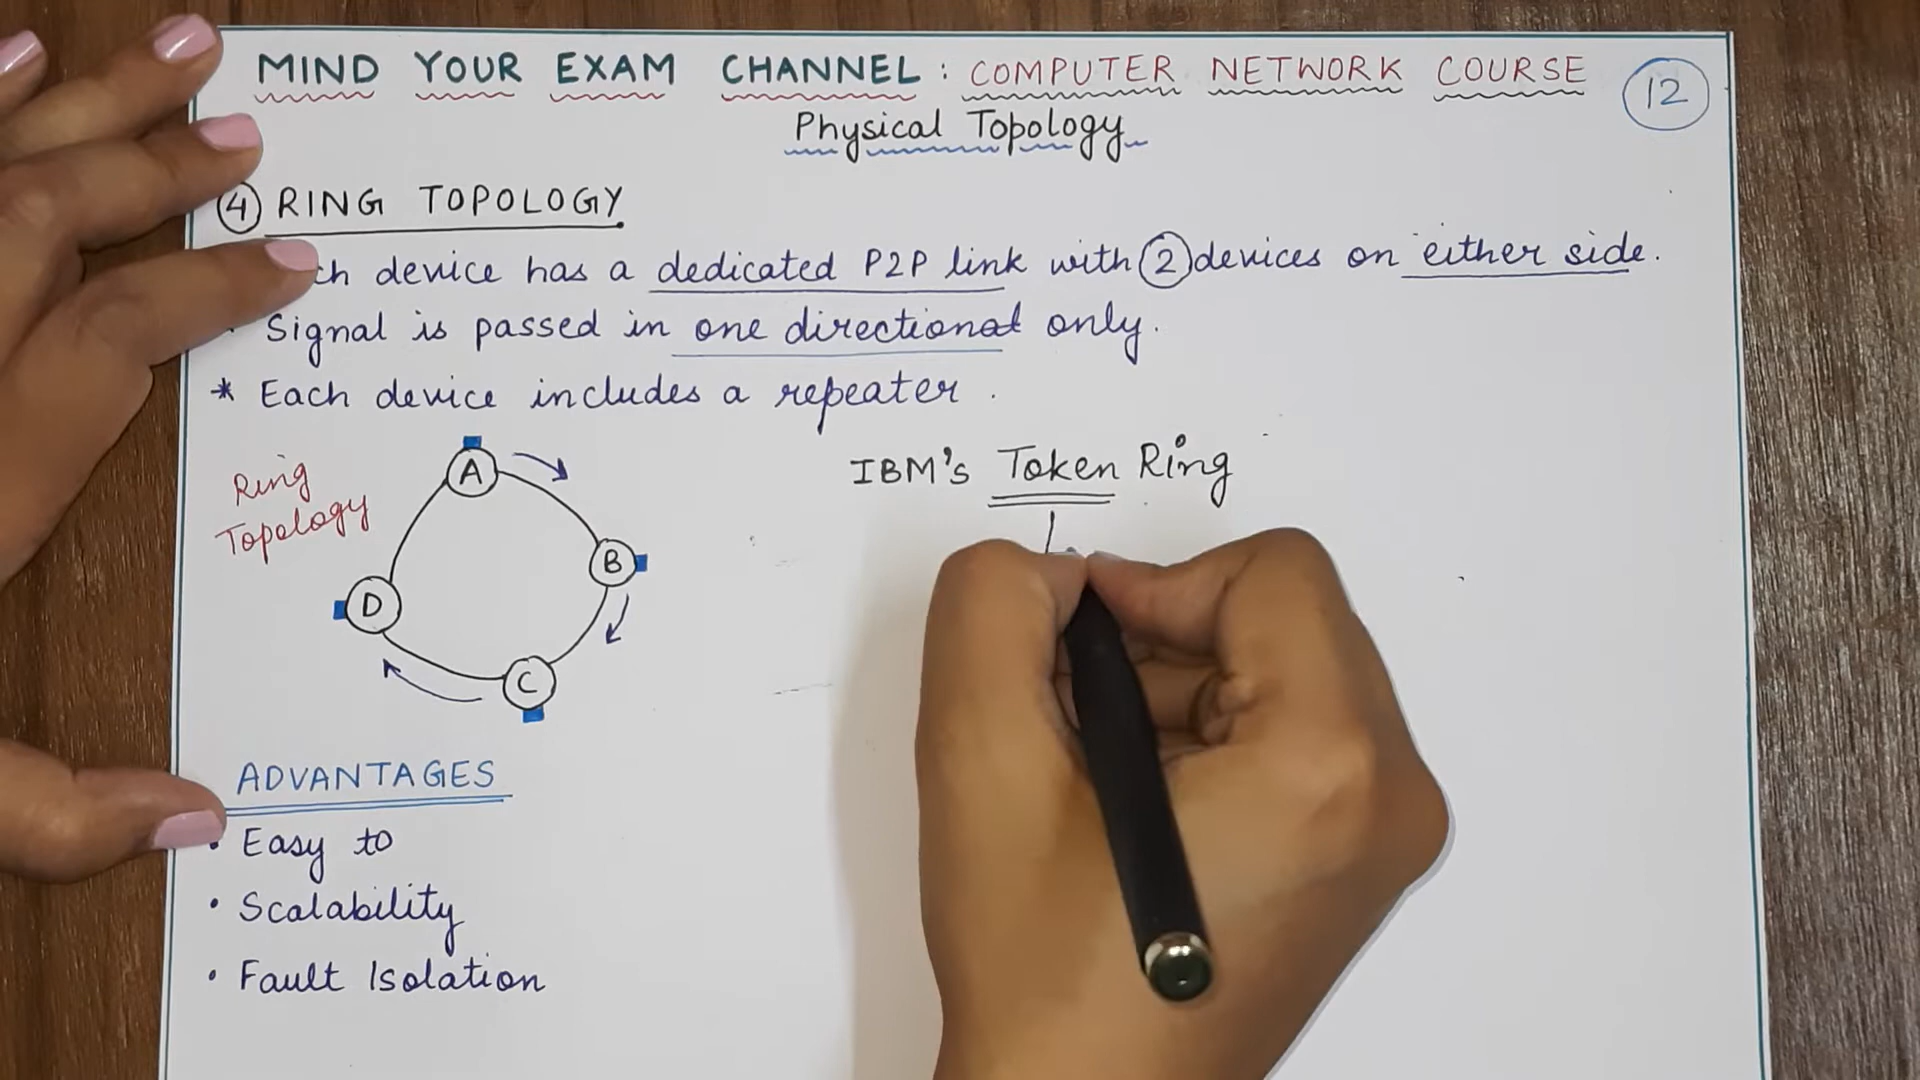 MIND YOUR EXAM CHANNEL : COMPUTER NETWORK COURSE
12
Physical Topology
4 RING TOPOLOGY
ch device has a dedicated P2P link with 2 devices on either side.
• Signal is passed in one directional only.
* Each device includes a repeater.
Ring
Topology
A
B
C
D
IBM's Token Ring
ADVANTAGES
• Easy to
• Scalability
• Fault Isolation